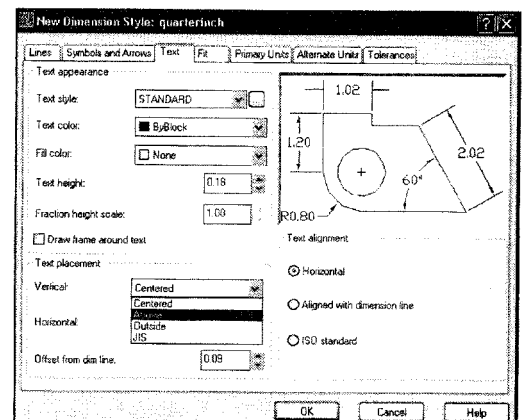 New Dimension Style: quarterinch
Lines Symbols and Arrows Text Fit Primary Units Alternate Units Tolerances
Text appearance
Text style: STANDARD
Text color: ByBlock
Fill color: None
Text height: 0.18
Fraction height scale: 1.00
Draw frame around text
Text placement
Vertical: Centered
Centered
Above
Outside
JIS
Horizontal:
Offset from dim line: 0.09
1.02
1.20
2.02
60°
R0.80
Text alignment
Horizontal
Aligned with dimension line
ISO standard
OK Cancel Help